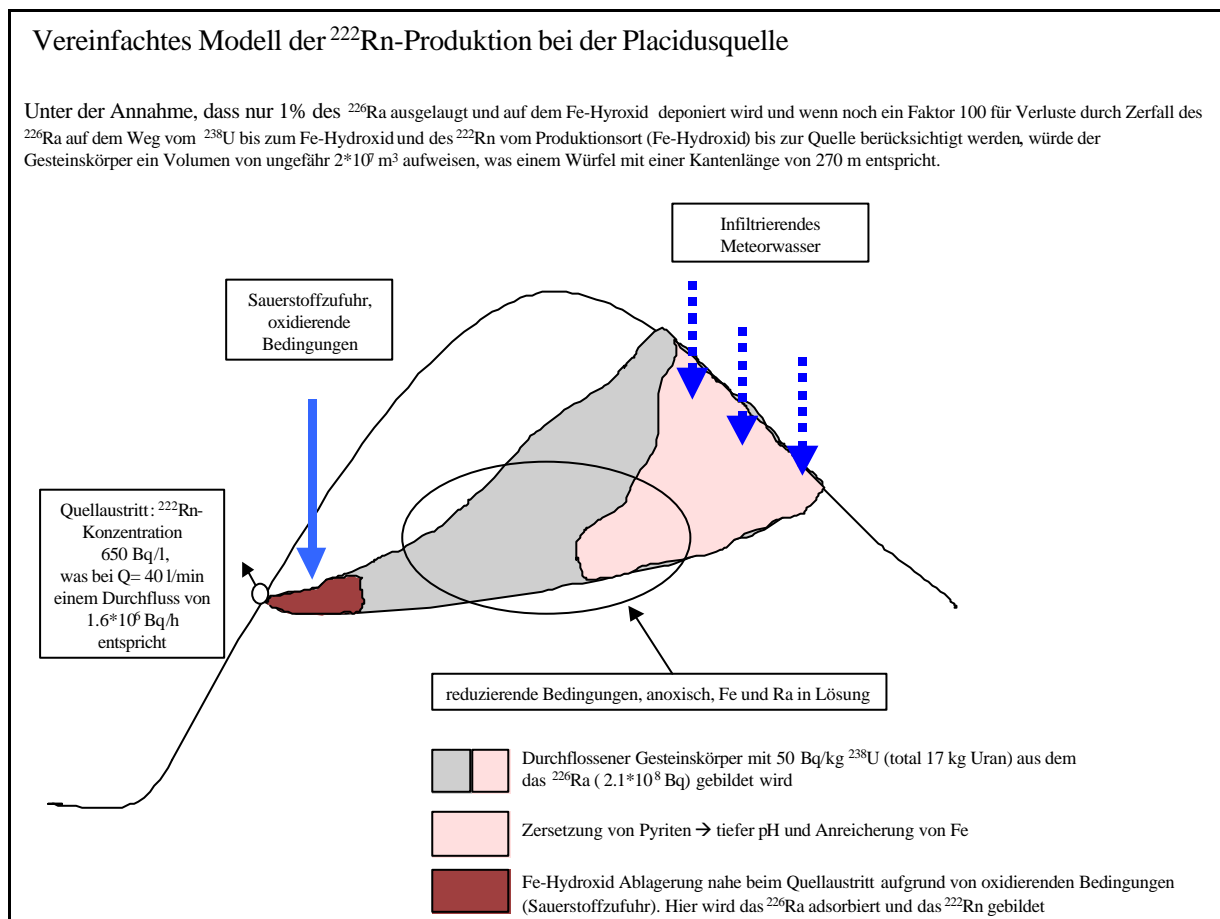 Vereinfachtes Modell der ²²²Rn-Produktion bei der Placidusquelle
Unter der Annahme, dass nur 1% des ²²⁶Ra ausgelaugt und auf dem Fe-Hyroxid deponiert wird und wenn noch ein Faktor 100 für Verluste durch Zerfall des
²²⁶Ra auf dem Weg vom ²³⁸U bis zum Fe-Hydroxid und des ²²²Rn vom Produktionsort (Fe-Hydroxid) bis zur Quelle berücksichtigt werden, würde der
Gesteinskörper ein Volumen von ungefähr 2*10⁷ m³ aufweisen, was einem Würfel mit einer Kantenlänge von 270 m entspricht.
Infiltrierendes
Meteorwasser
Sauerstoffzufuhr,
oxidierende
Bedingungen
Quellaustritt: ²²²Rn-
Konzentration
650 Bq/l,
was bei Q= 40 l/min
einem Durchfluss von
1.6*10⁶ Bq/h
entspricht
reduzierende Bedingungen, anoxisch, Fe und Ra in Lösung
Durchflossener Gesteinskörper mit 50 Bq/kg ²³⁸U (total 17 kg Uran) aus dem
das ²²⁶Ra ( 2.1*10⁸ Bq) gebildet wird
Zersetzung von Pyriten → tiefer pH und Anreicherung von Fe
Fe-Hydroxid Ablagerung nahe beim Quellaustritt aufgrund von oxidierenden Bedingungen
(Sauerstoffzufuhr). Hier wird das ²²⁶Ra adsorbiert und das ²²²Rn gebildet